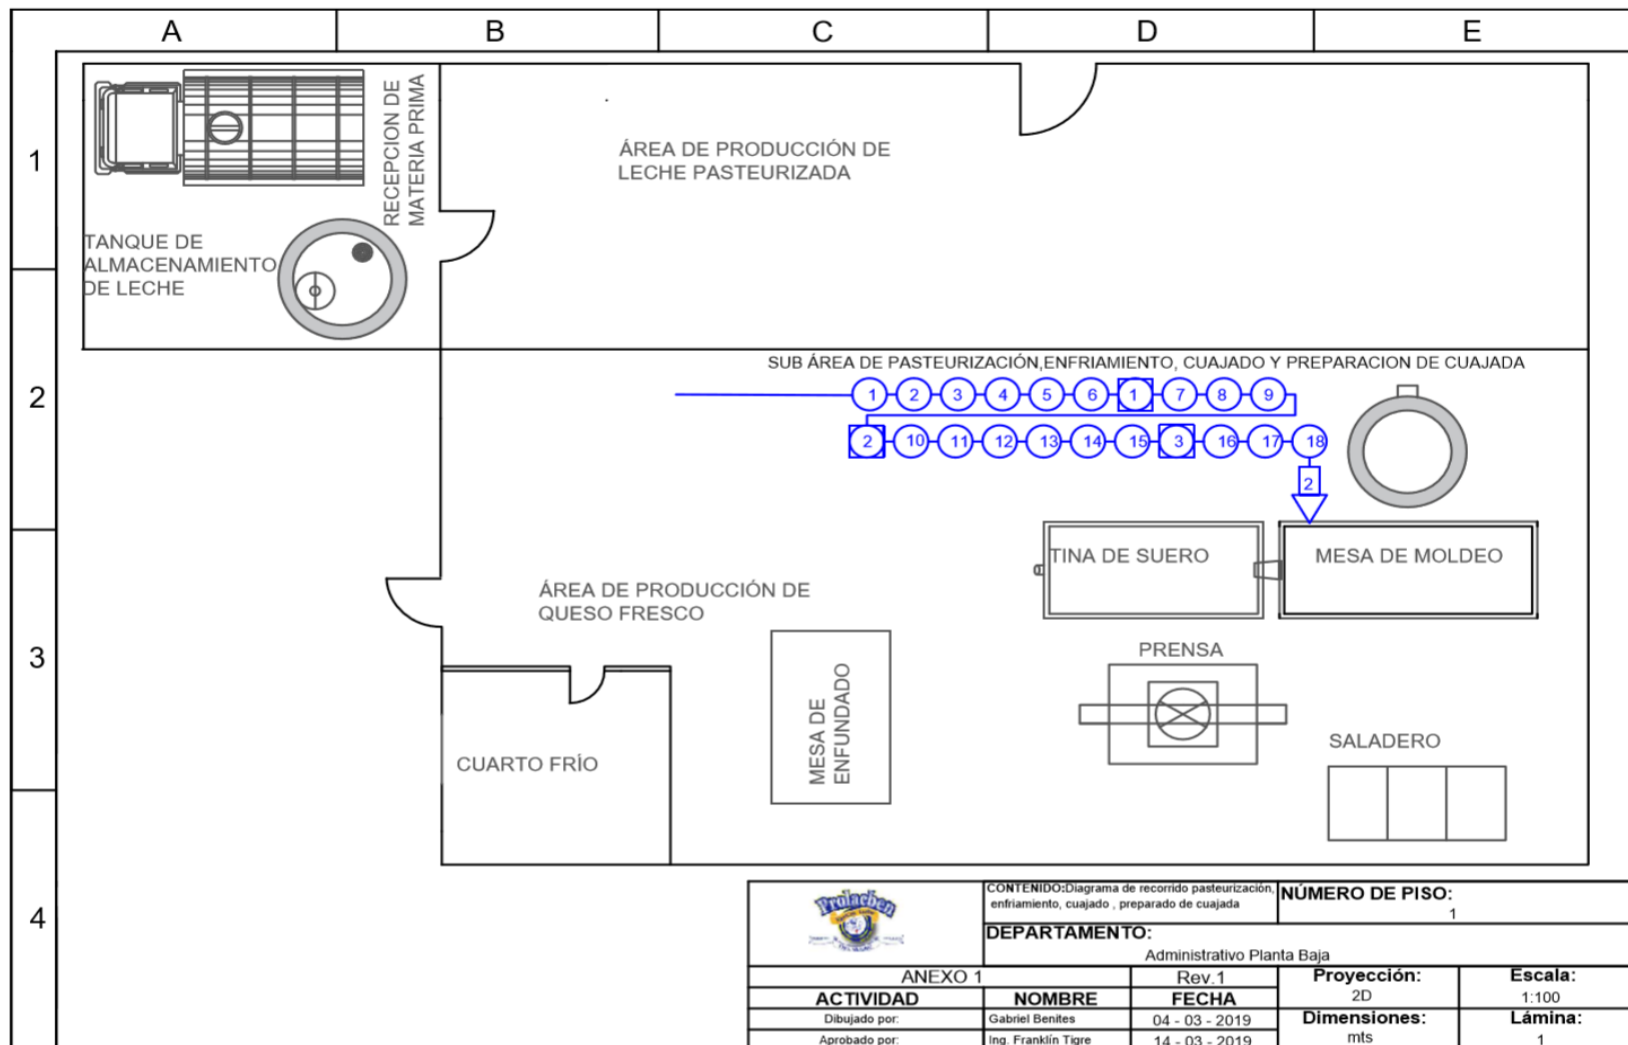 A B C D E
1
RECEPCION DE
MATERIA PRIMA
ÁREA DE PRODUCCIÓN DE
LECHE PASTEURIZADA
TANQUE DE
ALMACENAMIENTO
DE LECHE
2
SUB ÁREA DE PASTEURIZACIÓN,ENFRIAMIENTO, CUAJADO Y PREPARACION DE CUAJADA
1 2 3 4 5 6 1 7 8 9
2 10 11 12 13 14 15 3 16 17 18
2
TINA DE SUERO
MESA DE MOLDEO
3
ÁREA DE PRODUCCIÓN DE
QUESO FRESCO
MESA DE
ENFUNDADO
PRENSA
SALADERO
CUARTO FRÍO
4
Prolacben
CONTENIDO:Diagrama de recorrido pasteurización,
enfriamiento, cuajado , preparado de cuajada
NÚMERO DE PISO:
1
DEPARTAMENTO:
Administrativo Planta Baja
ANEXO 1 Rev.1 Proyección: Escala:
2D 1:100
ACTIVIDAD NOMBRE FECHA
Dibujado por: Gabriel Benites 04 - 03 - 2019 Dimensiones: Lámina:
mts 1
Aprobado por: Ing. Franklín Tigre 14 - 03 - 2019